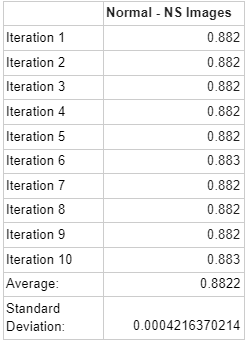 Normal - NS Images
Iteration 1 0.882
Iteration 2 0.882
Iteration 3 0.882
Iteration 4 0.882
Iteration 5 0.882
Iteration 6 0.883
Iteration 7 0.882
Iteration 8 0.882
Iteration 9 0.882
Iteration 10 0.883
Average: 0.8822
Standard
Deviation: 0.0004216370214